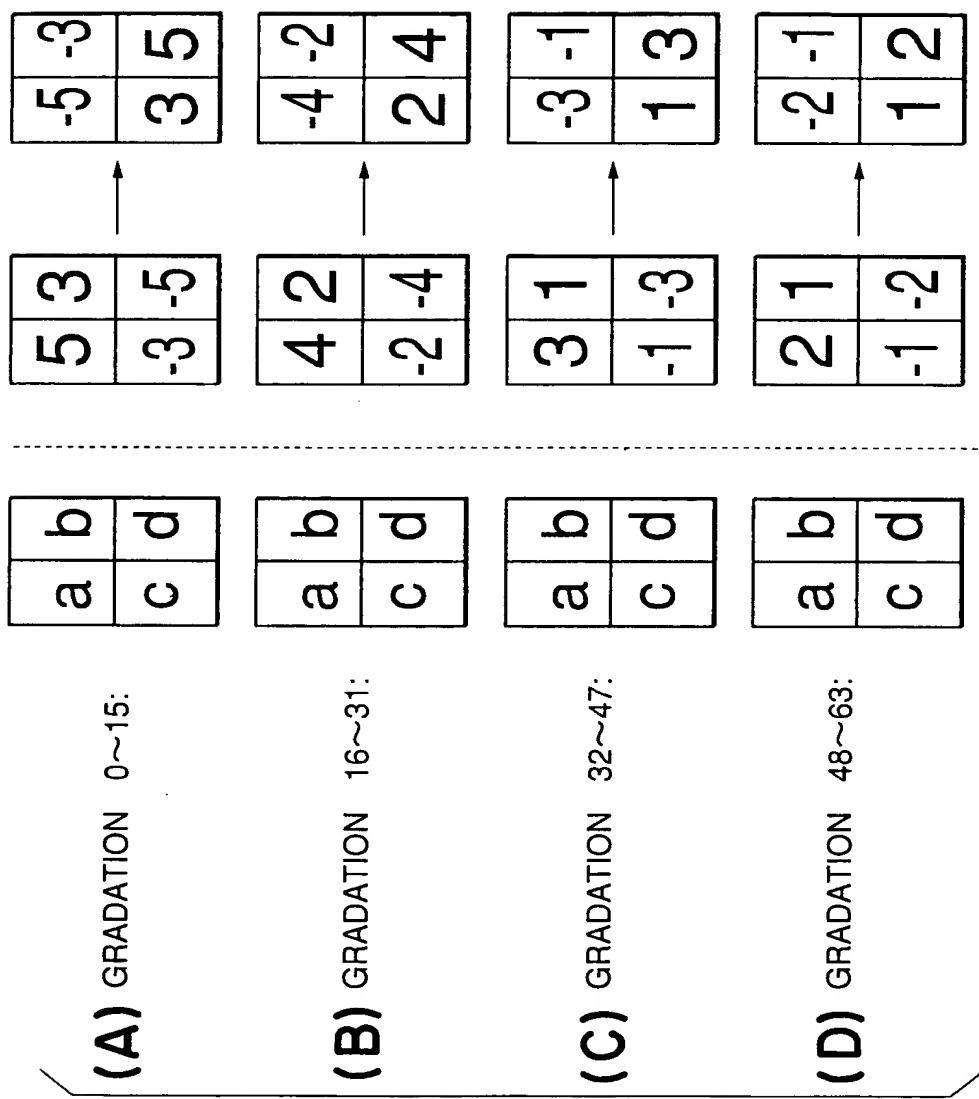 a b 5 3 -5 -3
(A) GRADATION 0~15:
c d -3 -5 3 5
a b 4 2 -4 -2
(B) GRADATION 16~31:
c d -2 -4 2 4
a b 3 1 -3 -1
(C) GRADATION 32~47:
c d -1 -3 1 3
a b 2 1 -2 -1
(D) GRADATION 48~63:
c d -1 -2 1 2